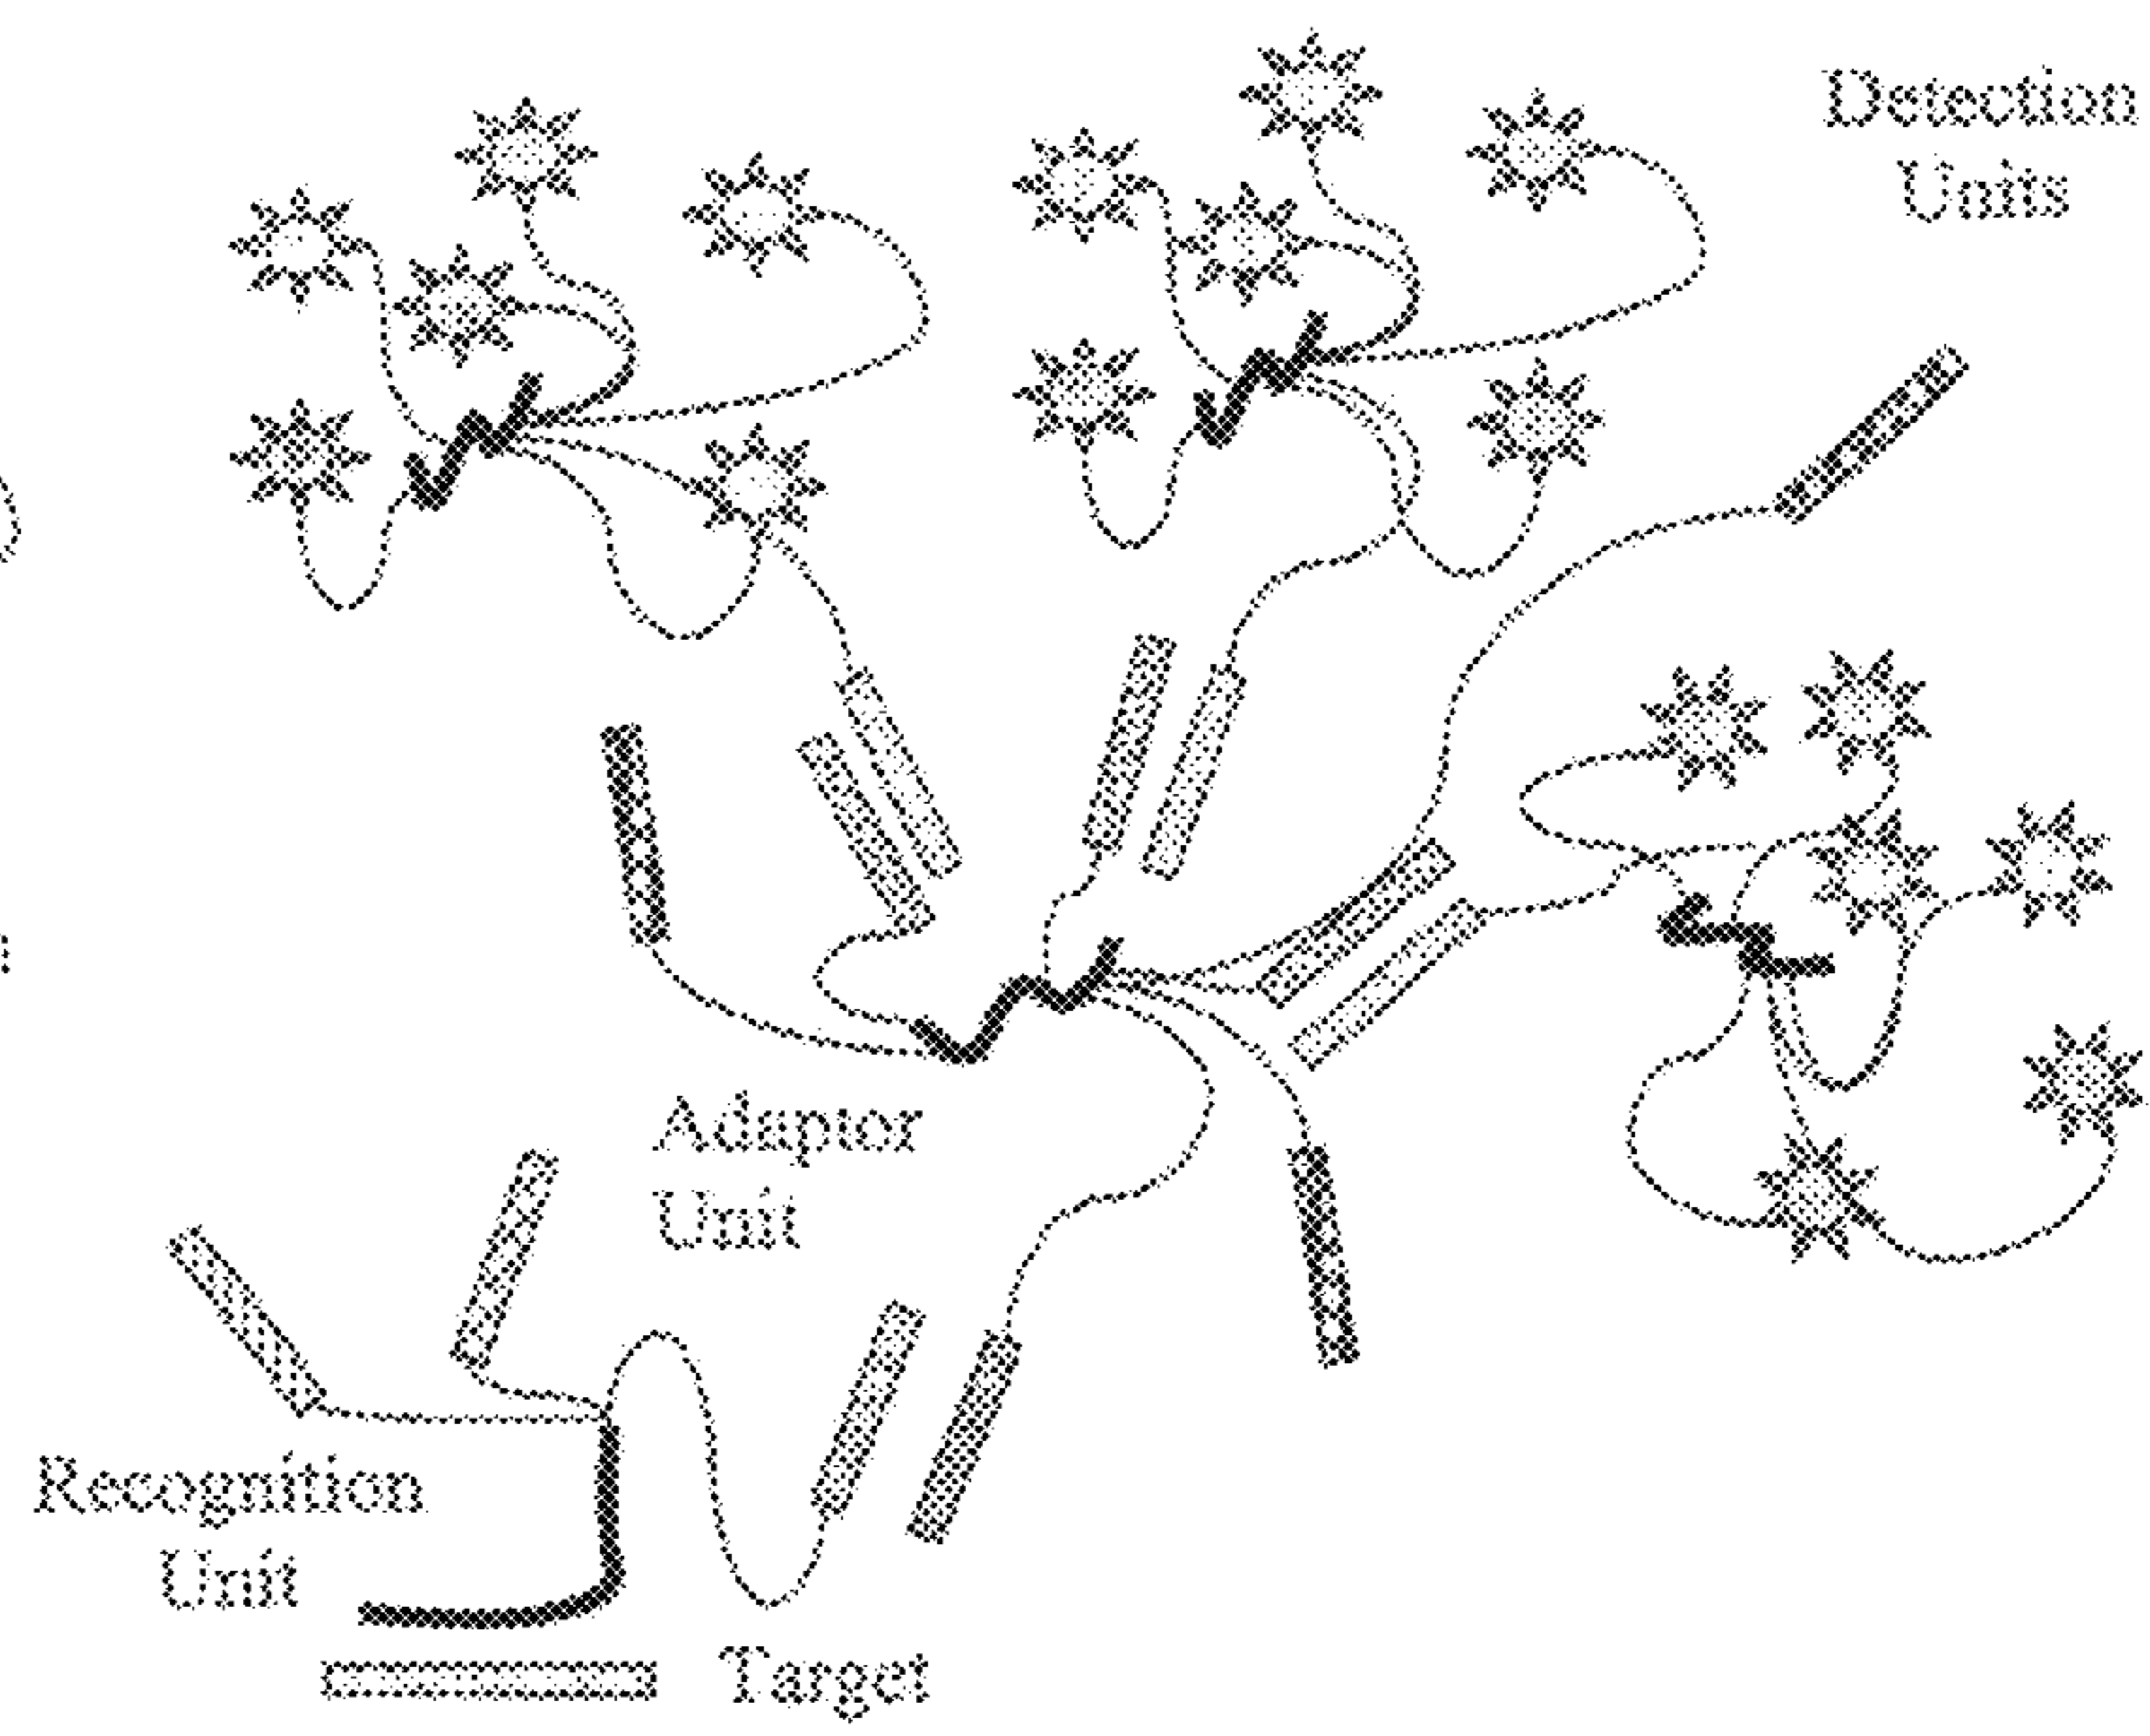 Detection
Units
Adaptor
Unit
Recognition
Unit
Target